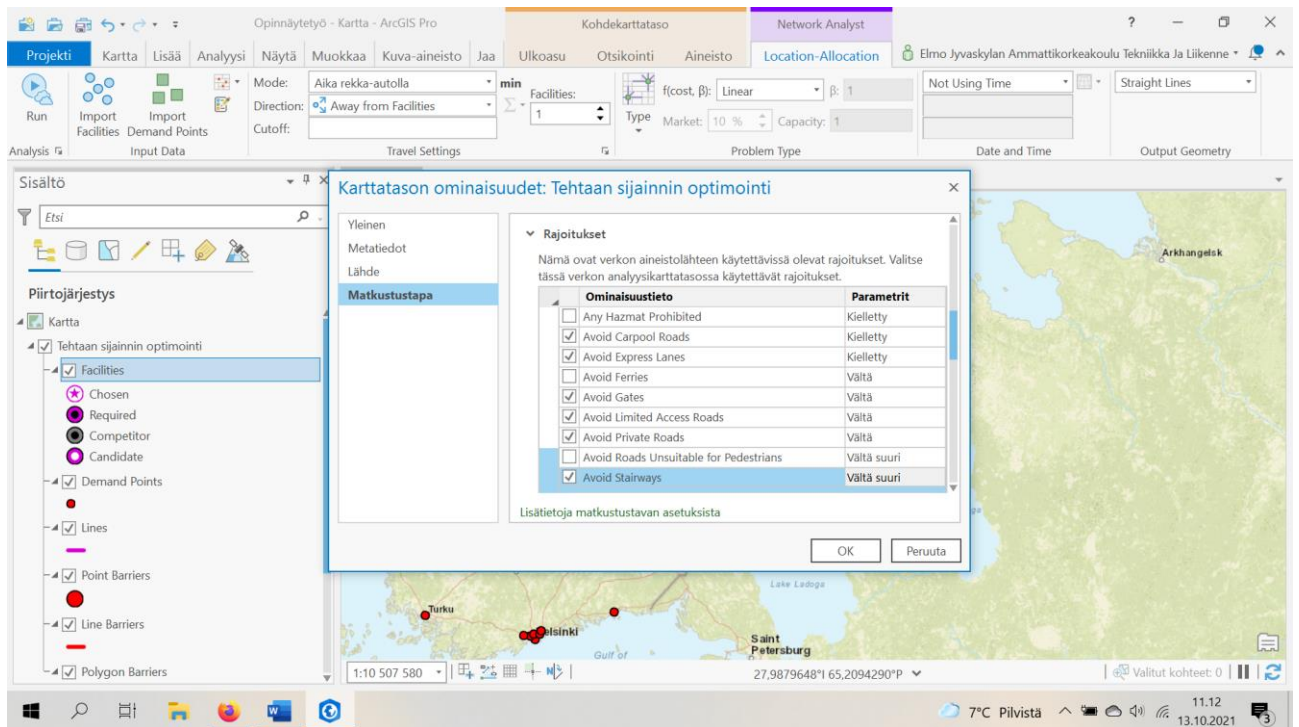 Opinnäytetyö - Kartta - ArcGIS Pro
Kohdekarttataso
Network Analyst
?
Projekti Kartta Lisää Analyysi Näytä Muokkaa Kuva-aineisto Jaa Ulkoasu Otsikointi Aineisto Location-Allocation Elmo Jyvaskylan Ammattikorkeakoulu Tekniikka Ja Liikenne
Run
Import Facilities
Import Demand Points
Mode: Aika rekka-autolla
Direction: Away from Facilities
Cutoff:
min
Facilities:
1
Type
f(cost, β): Linear β: 1
Market: 10 % Capacity: 1
Not Using Time
Straight Lines
Analysis Input Data Travel Settings Problem Type Date and Time Output Geometry
Sisältö
Etsi
Piirtojärjestys
Kartta
Tehtaan sijainnin optimointi
Facilities
Chosen
Required
Competitor
Candidate
Demand Points
Lines
Point Barriers
Line Barriers
Polygon Barriers
Karttatason ominaisuudet: Tehtaan sijainnin optimointi
Yleinen
Metatiedot
Lähde
Matkustustapa
Rajoitukset
Nämä ovat verkon aineistolähteen käytettävissä olevat rajoitukset. Valitse
tässä verkon analyysikarttatasossa käytettävät rajoitukset.
Ominaisuustieto Parametrit
Any Hazmat Prohibited Kielletty
Avoid Carpool Roads Kielletty
Avoid Express Lanes Kielletty
Avoid Ferries Vältä
Avoid Gates Vältä
Avoid Limited Access Roads Vältä
Avoid Private Roads Vältä
Avoid Roads Unsuitable for Pedestrians Vältä suuri
Avoid Stairways Vältä suuri
Lisätietoja matkustustavan asetuksista
OK Peruuta
Arkhangelsk
Lake Ladoga
Turku
elsinki
Gulf of
Saint
Petersburg
1:10 507 580
27,9879648°I 65,2094290°P
Valitut kohteet: 0
7°C Pilvistä
11.12
13.10.2021
3